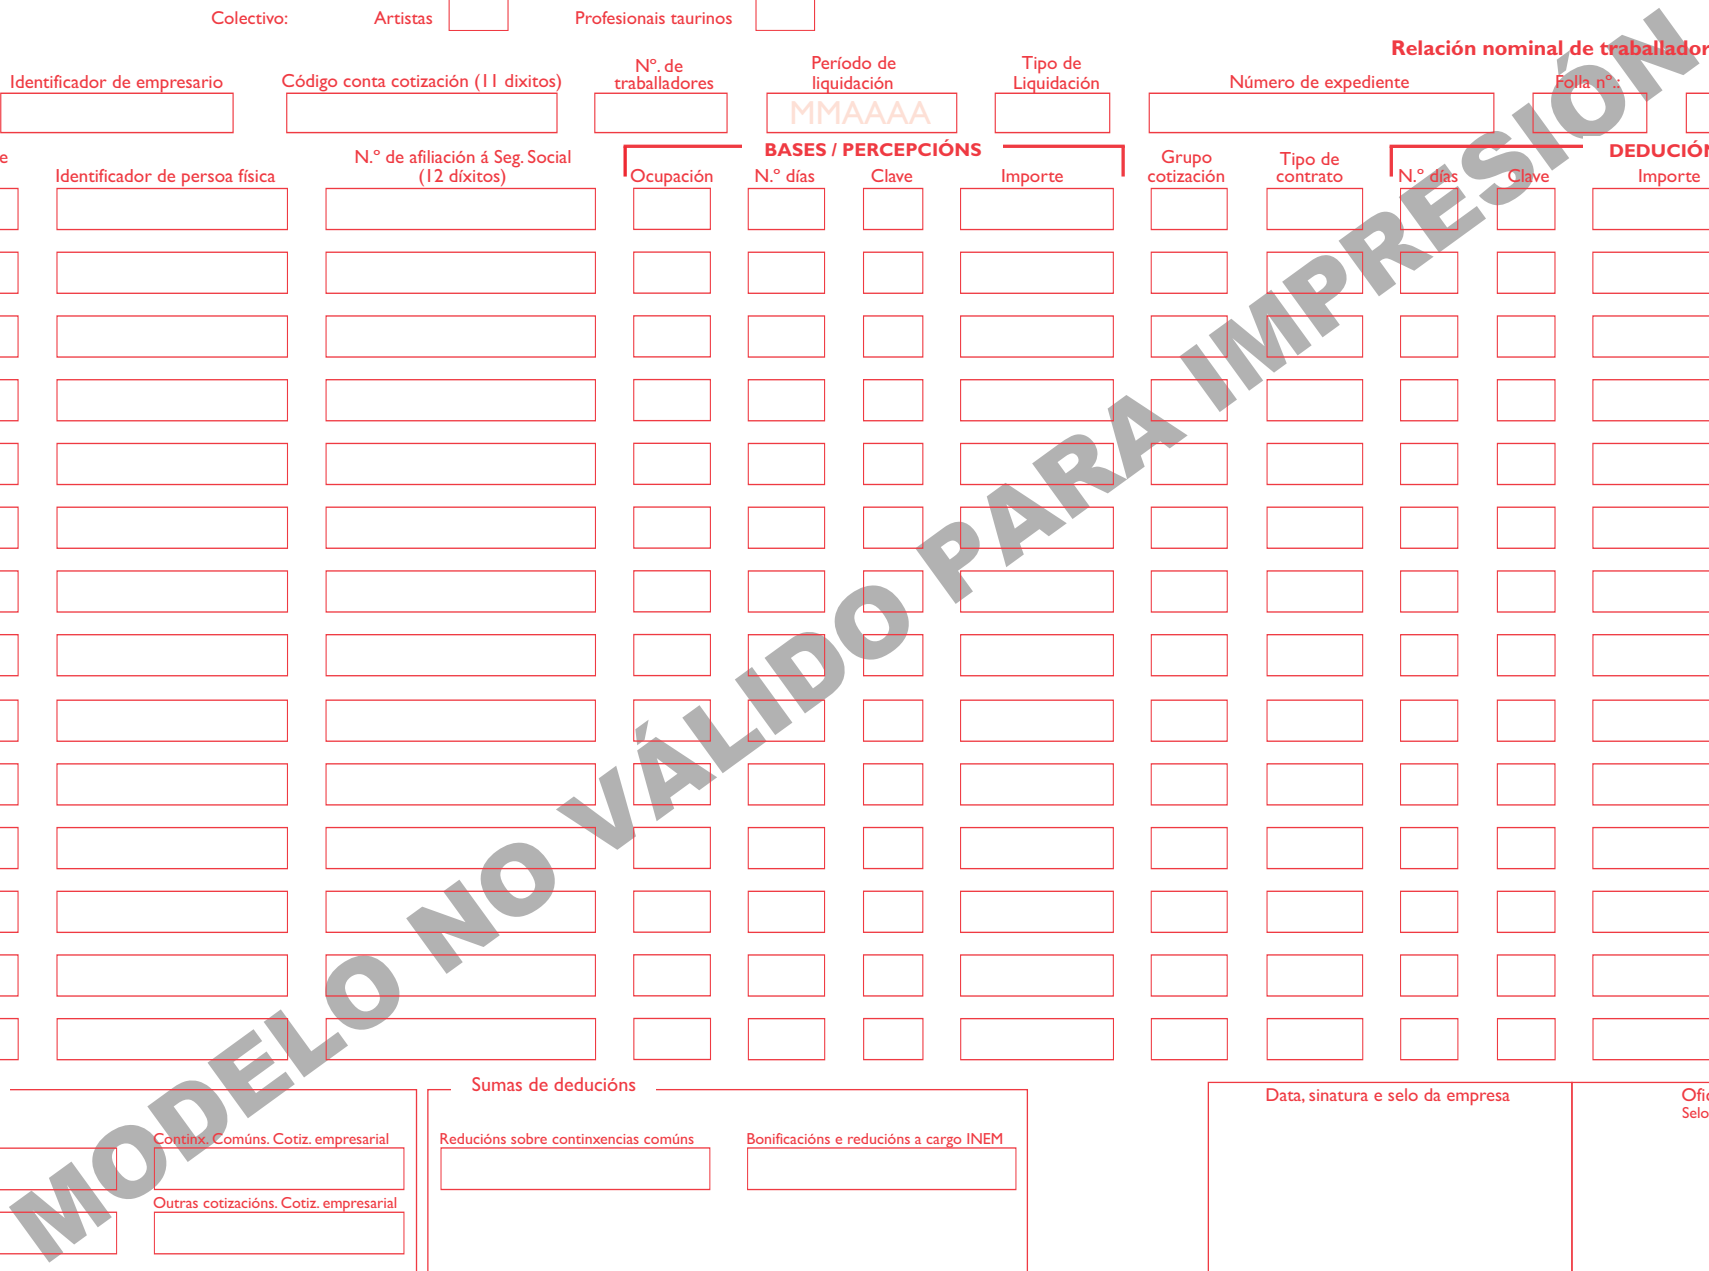 Colectivo: Artistas Profesionais taurinos
Relación nominal de traballador
Identificador de empresario
Código conta cotización (11 dixitos)
Nº. de
traballadores
Período de
liquidación
Tipo de
Liquidación
Número de expediente
Folla nº.:
MMAAAA
e
Identificador de persoa física
N.º de afiliación á Seg. Social
(12 díxitos)
BASES / PERCEPCIÓNS
Ocupación
N.º días
Clave
Importe
Grupo
cotización
Tipo de
contrato
DEDUCIÓN
N.º días
Clave
Importe
MODELO NO VÁLIDO PARA IMPRESIÓN
Continx. Comúns. Cotiz. empresarial
Outras cotizacións. Cotiz. empresarial
Sumas de deducións
Reducións sobre continxencias comúns
Bonificacións e reducións a cargo INEM
Data, sinatura e selo da empresa
Ofic
Selo